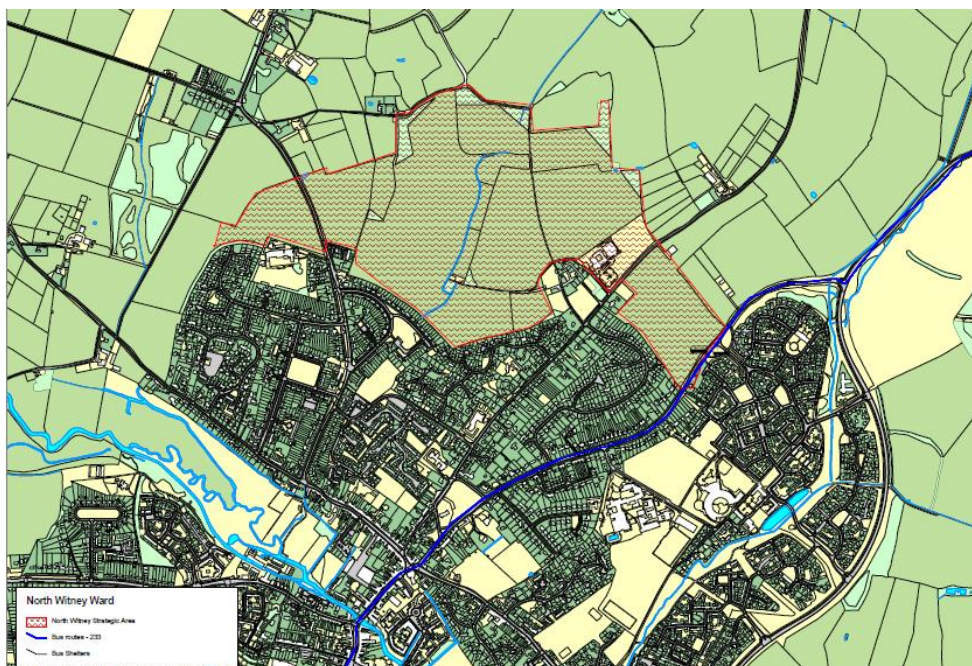 North Witney Ward
North Witney Strategic Area
Bus routes - 233
Bus Shelters